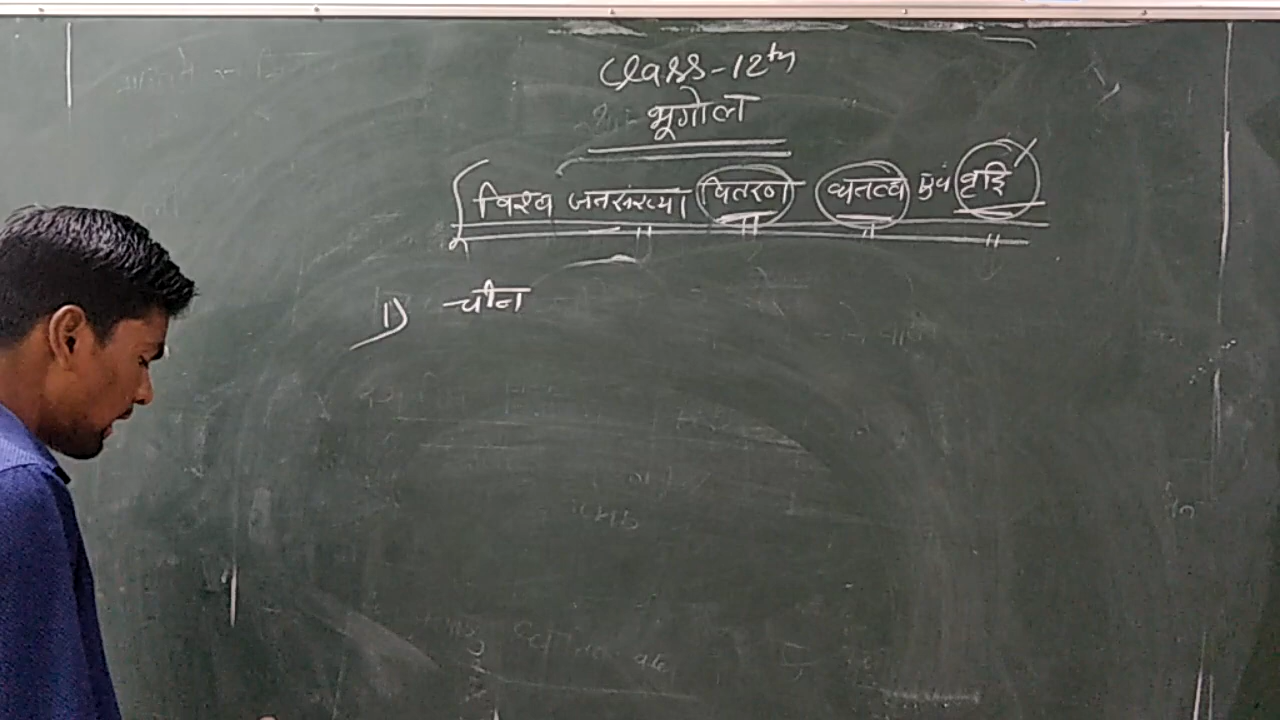 Class-12th
भूगोल
विश्व जनसंख्या वितरण घनत्व एवं वृद्धि
1) चीन